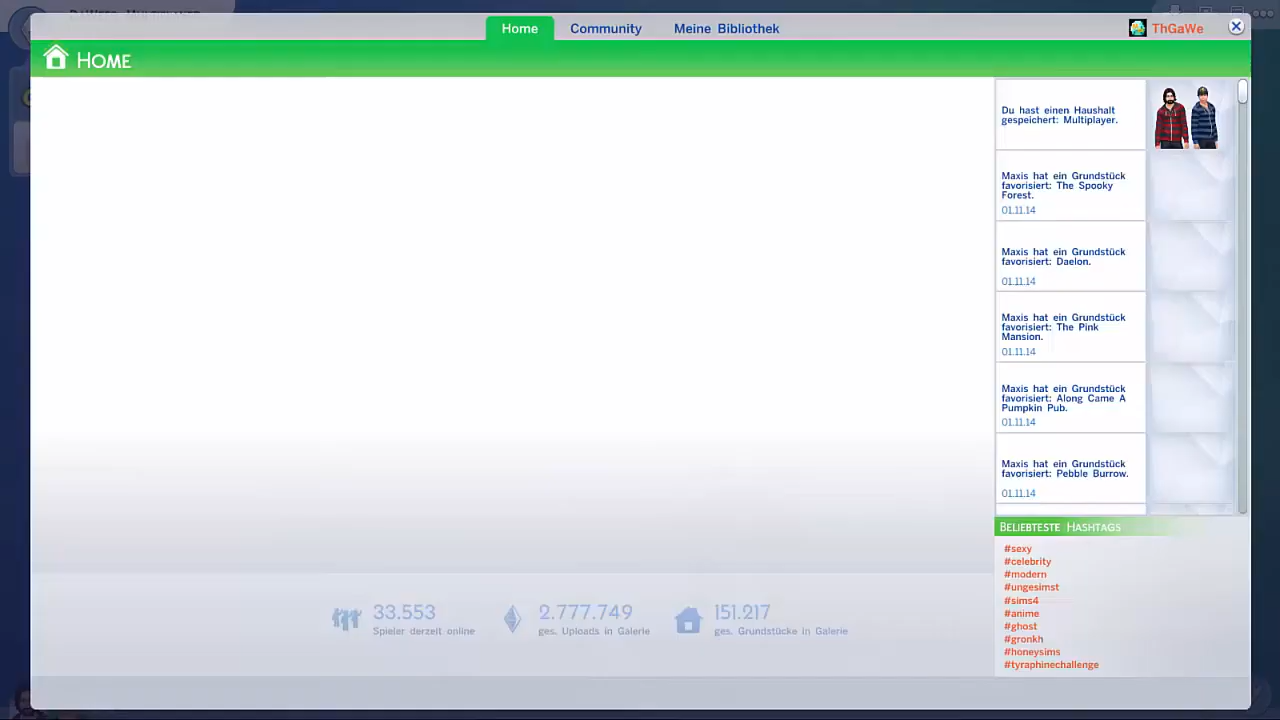 Home
Community
Meine Bibliothek
ThGaWe
HOME
Du hast einen Haushalt
gespeichert: Multiplayer.
Maxis hat ein Grundstück
favorisiert: The Spooky
Forest.
01.11.14
Maxis hat ein Grundstück
favorisiert: Daelon.
01.11.14
Maxis hat ein Grundstück
favorisiert: The Pink
Mansion.
01.11.14
Maxis hat ein Grundstück
favorisiert: Along Came A
Pumpkin Pub.
01.11.14
Maxis hat ein Grundstück
favorisiert: Pebble Burrow.
01.11.14
BELIEBTESTE HASHTAGS
#sexy
#celebrity
#modern
#ungesimst
#sims4
#anime
#ghost
#gronkh
#honeysims
#tyraphinechallenge
33.553
Spieler derzeit online
2.777.749
ges. Uploads in Galerie
151.217
ges. Grundstücke in Galerie